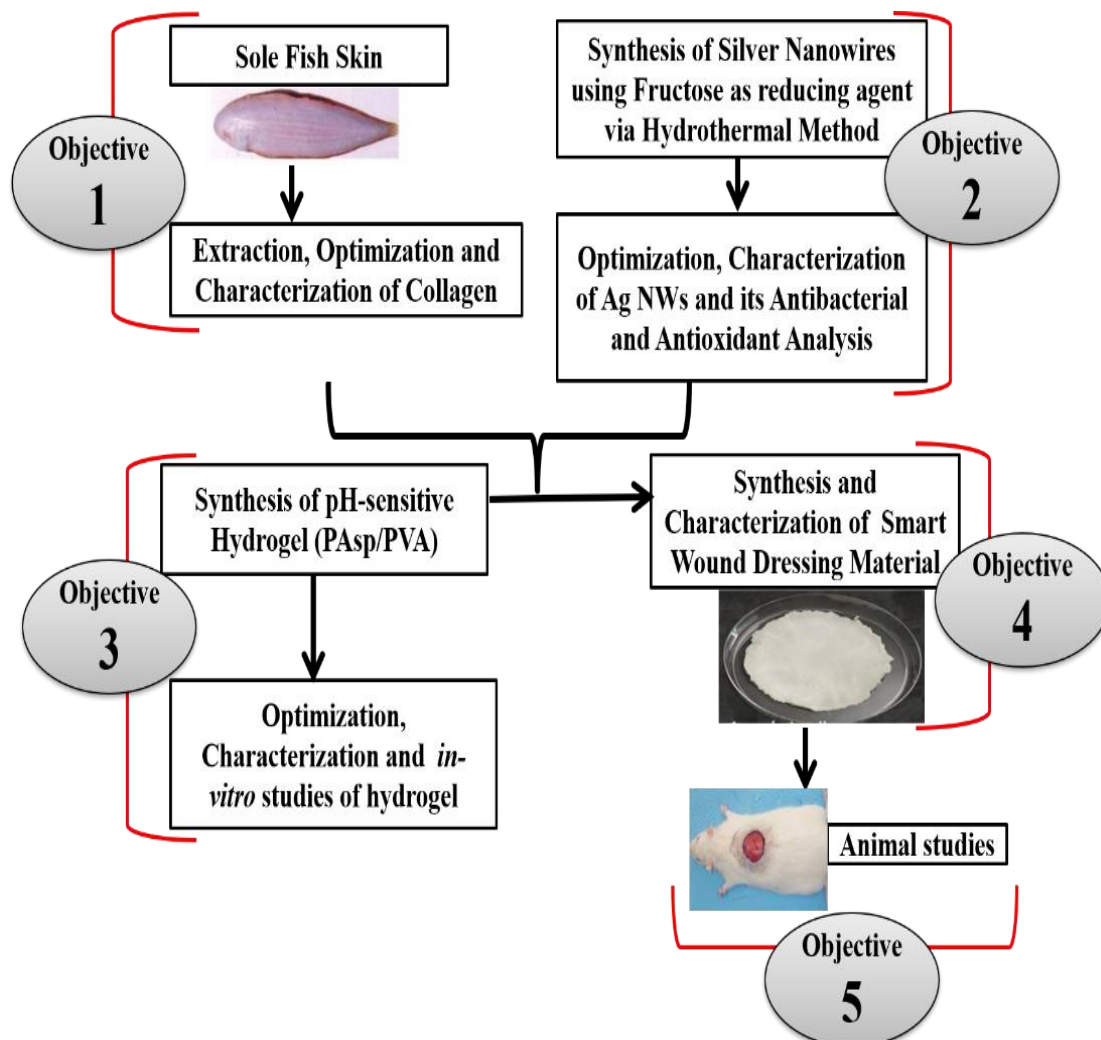 Objective
1
Sole Fish Skin
Extraction, Optimization and
Characterization of Collagen
Synthesis of Silver Nanowires
using Fructose as reducing agent
via Hydrothermal Method
Optimization, Characterization
of Ag NWs and its Antibacterial
and Antioxidant Analysis
Objective
2
Objective
3
Synthesis of pH-sensitive
Hydrogel (PAsp/PVA)
Optimization,
Characterization and in-
vitro studies of hydrogel
Synthesis and
Characterization of Smart
Wound Dressing Material
Objective
4
Animal studies
Objective
5